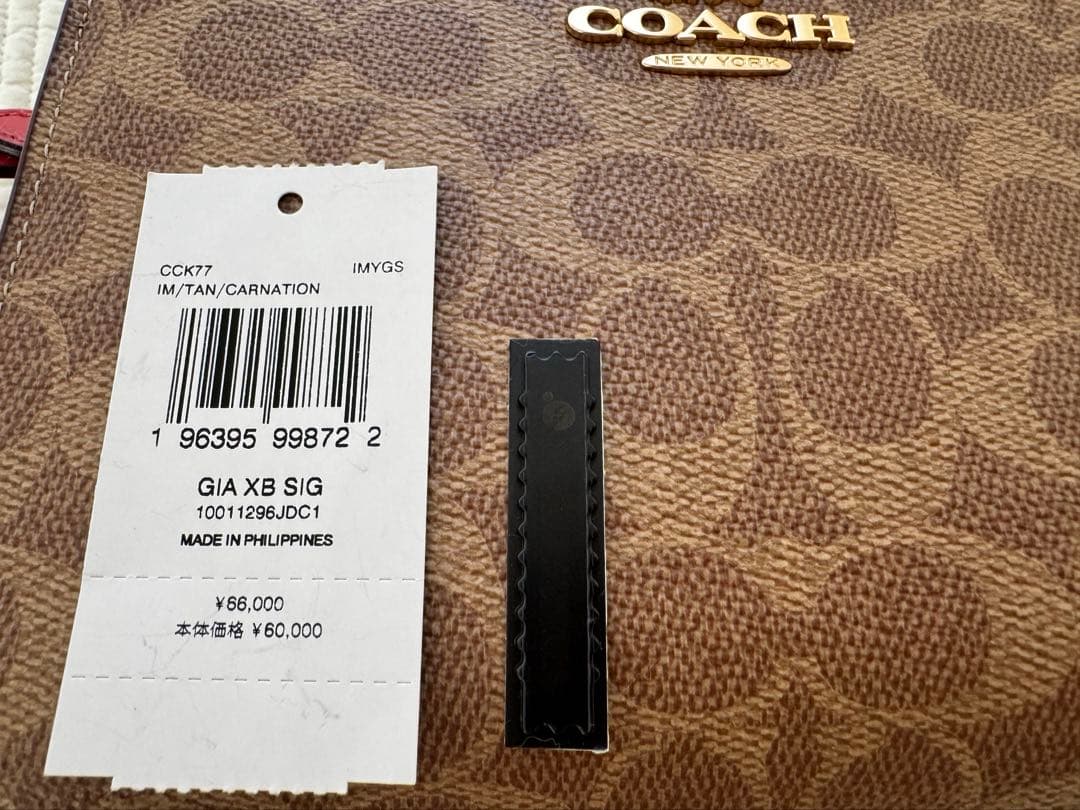 COACH
NEW YORK
CCK77 IMYGS
IM/TAN/CARNATION
1 96395 99872 2
GIA XB SIG
10011296JDC1
MADE IN PHILIPPINES
¥66,000
本体価格 ¥60,000